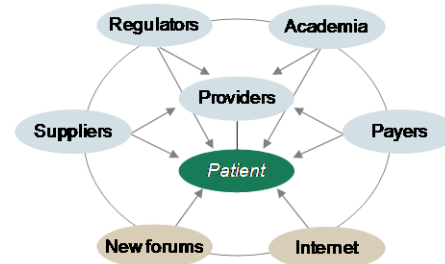 Regulators
Academia
Providers
Suppliers
Payers
Patient
New forums
Internet